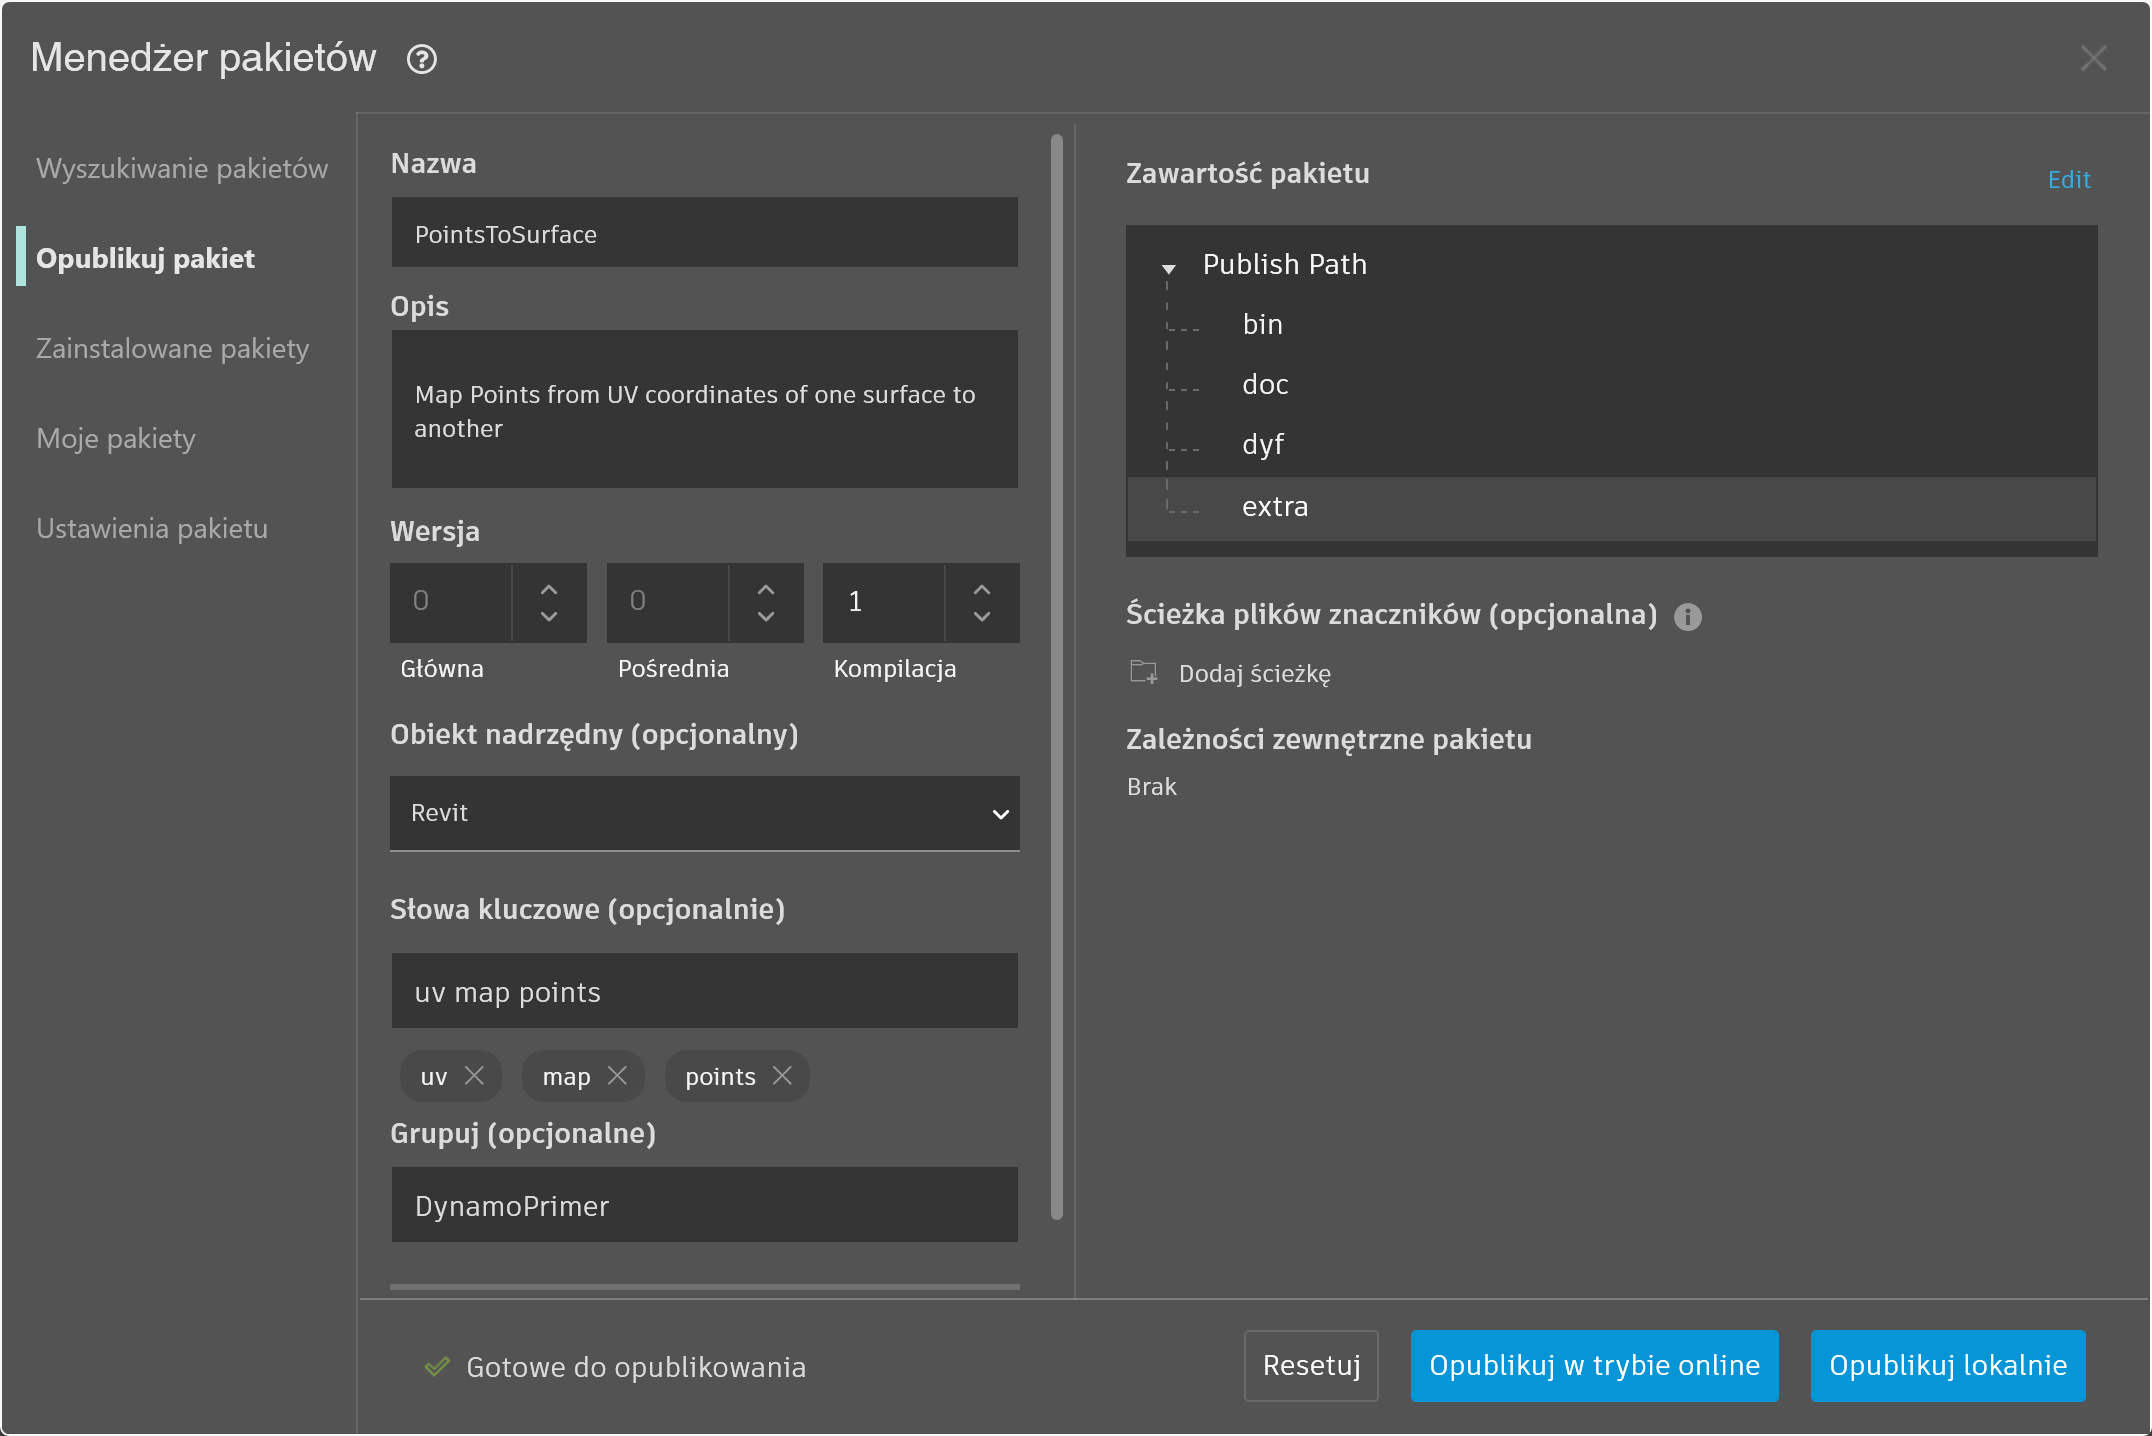 Menedżer pakietów
Wyszukiwanie pakietów
Opublikuj pakiet
Zainstalowane pakiety
Moje pakiety
Ustawienia pakietu
Nazwa
PointsToSurface
Opis
Map Points from UV coordinates of one surface to
another
Wersja
0 0 1
Główna Pośrednia Kompilacja
Obiekt nadrzędny (opcjonalny)
Revit
Słowa kluczowe (opcjonalnie)
uv map points
uv map points
Grupuj (opcjonalne)
DynamoPrimer
Zawartość pakietu
Edit
Publish Path
bin
doc
dyf
extra
Ścieżka plików znaczników (opcjonalna)
Dodaj ścieżkę
Zależności zewnętrzne pakietu
Brak
Gotowe do opublikowania
Resetuj
Opublikuj w trybie online
Opublikuj lokalnie